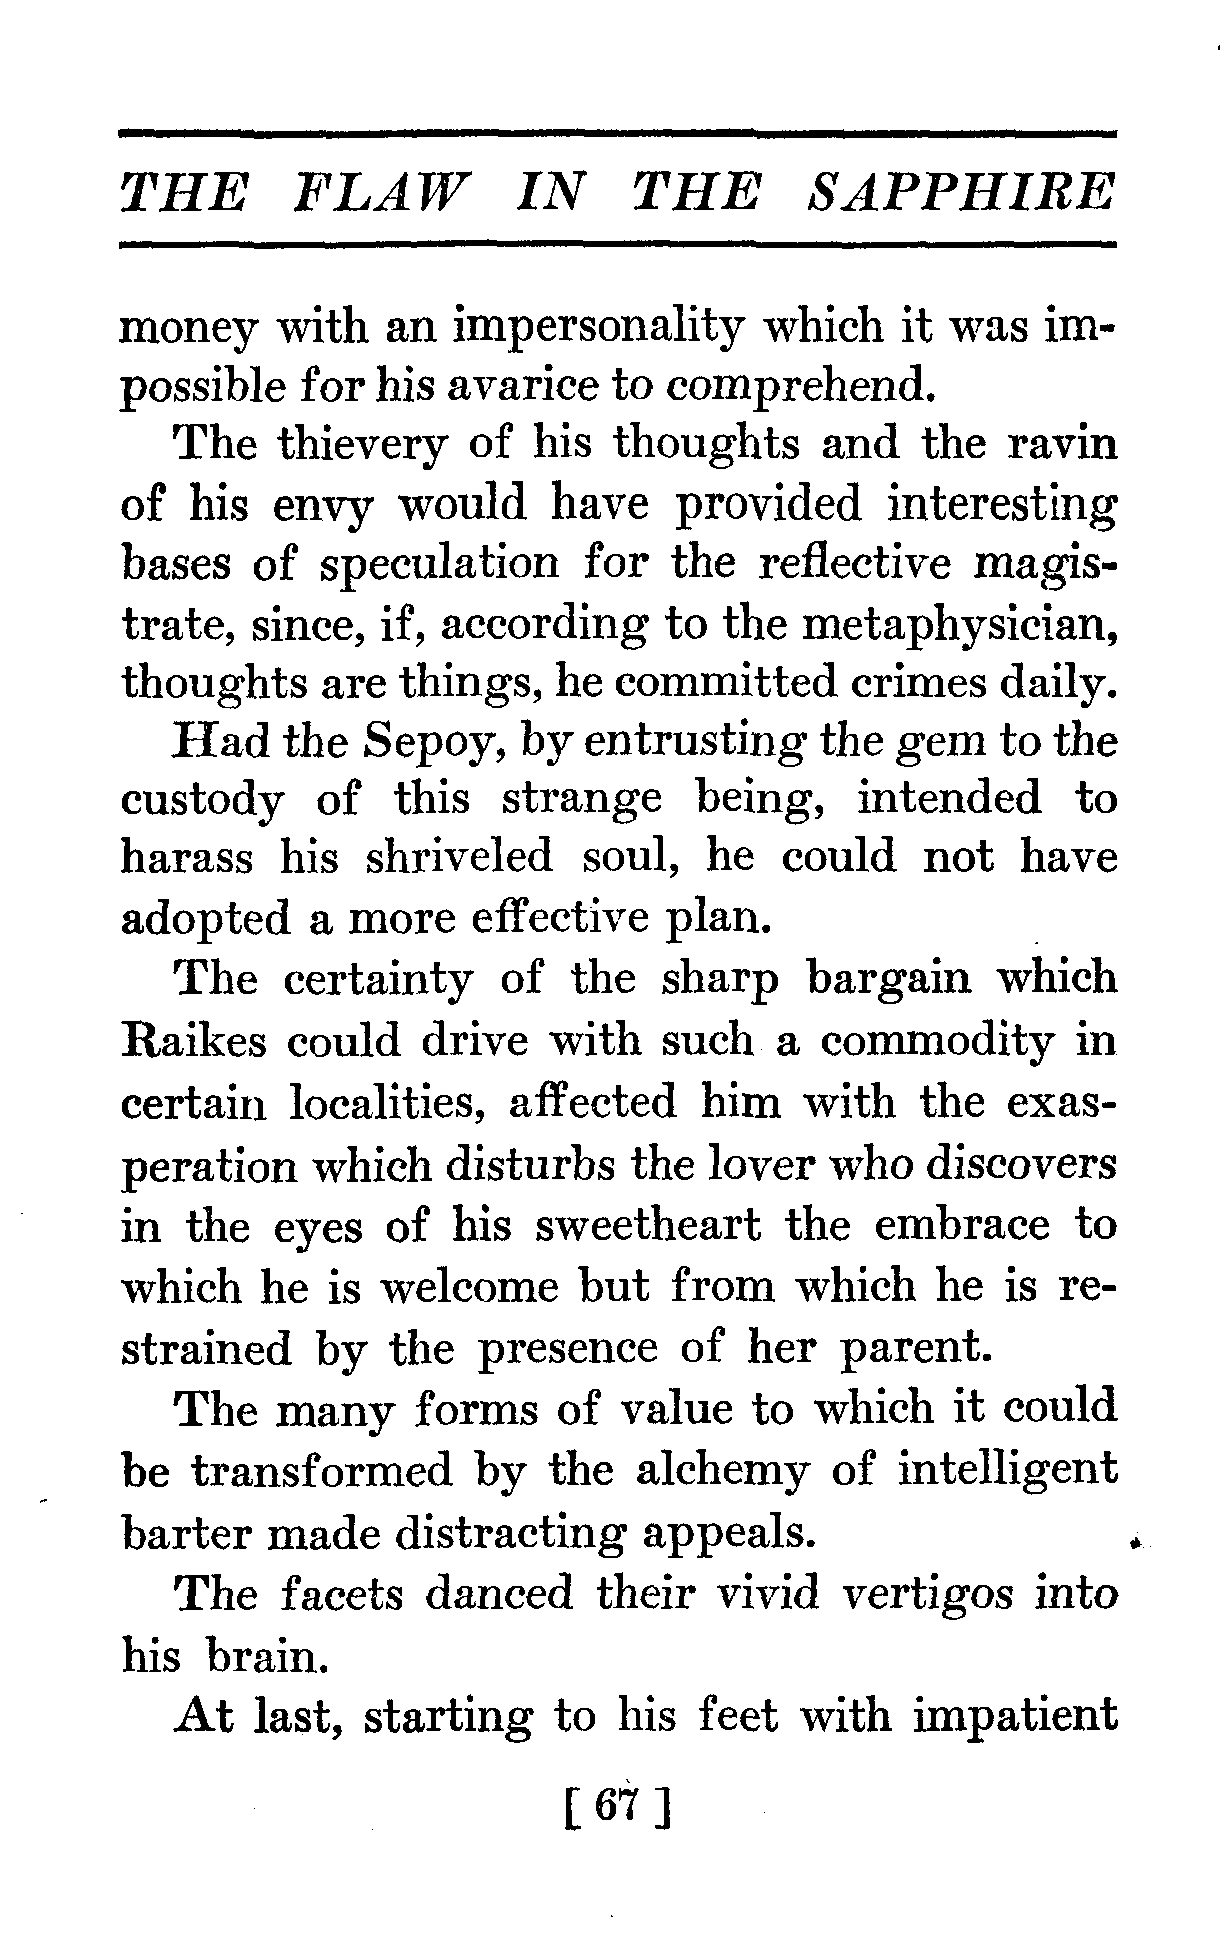 THE FLAW IN THE SAPPHIRE
money with an impersonality which it was im-
possible for his avarice to comprehend.
The thievery of his thoughts and the ravin
of his envy would have provided interesting
bases of speculation for the reflective magis-
trate, since, if, according to the metaphysician,
thoughts are things, he committed crimes daily.
Had the Sepoy, by entrusting the gem to the
custody of this strange being, intended to
harass his shriveled soul, he could not have
adopted a more effective plan.
The certainty of the sharp bargain which
Raikes could drive with such a commodity in
certain localities, affected him with the exas-
peration which disturbs the lover who discovers
in the eyes of his sweetheart the embrace to
which he is welcome but from which he is re-
strained by the presence of her parent.
The many forms of value to which it could
be transformed by the alchemy of intelligent
barter made distracting appeals.
The facets danced their vivid vertigos into
his brain.
At last, starting to his feet with impatient
[ 67 ]